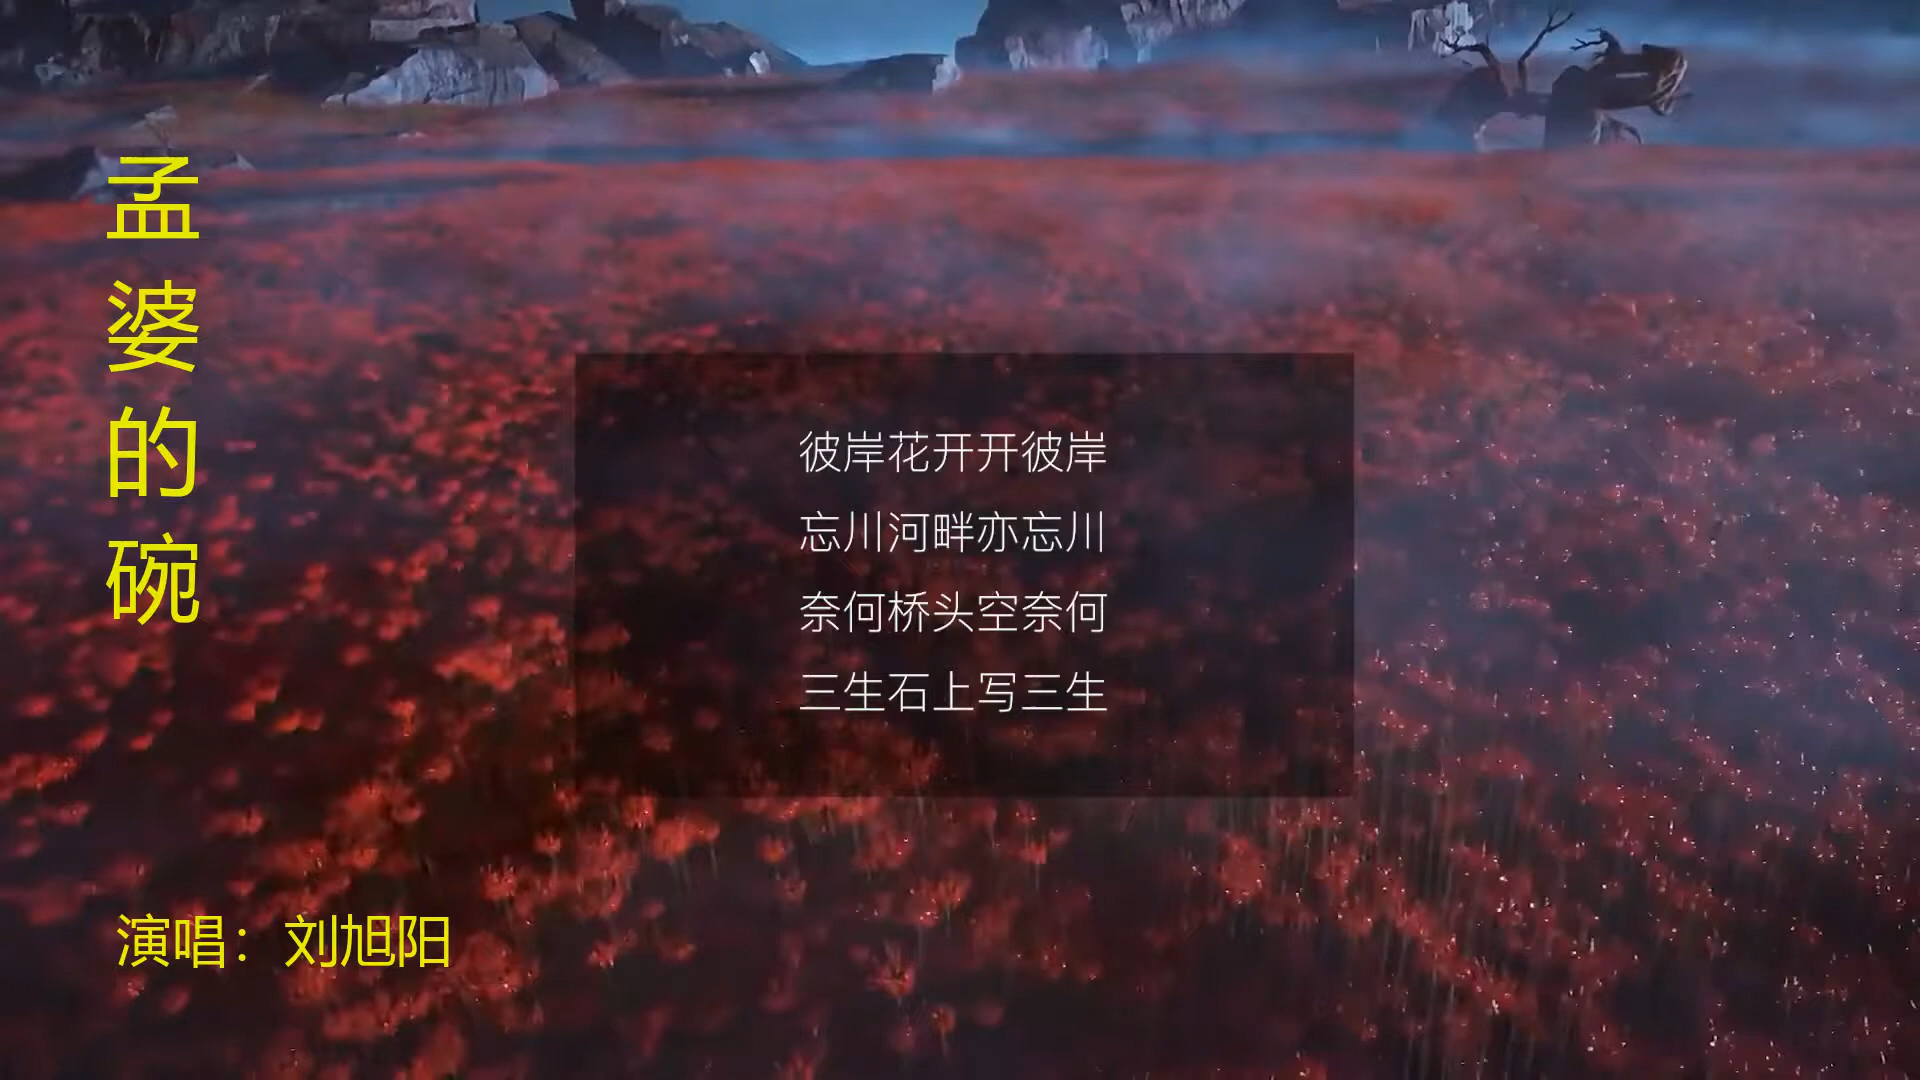 孟婆的碗
彼岸花开开彼岸
忘川河畔亦忘川
奈何桥头空奈何
三生石上写三生
演唱：刘旭阳